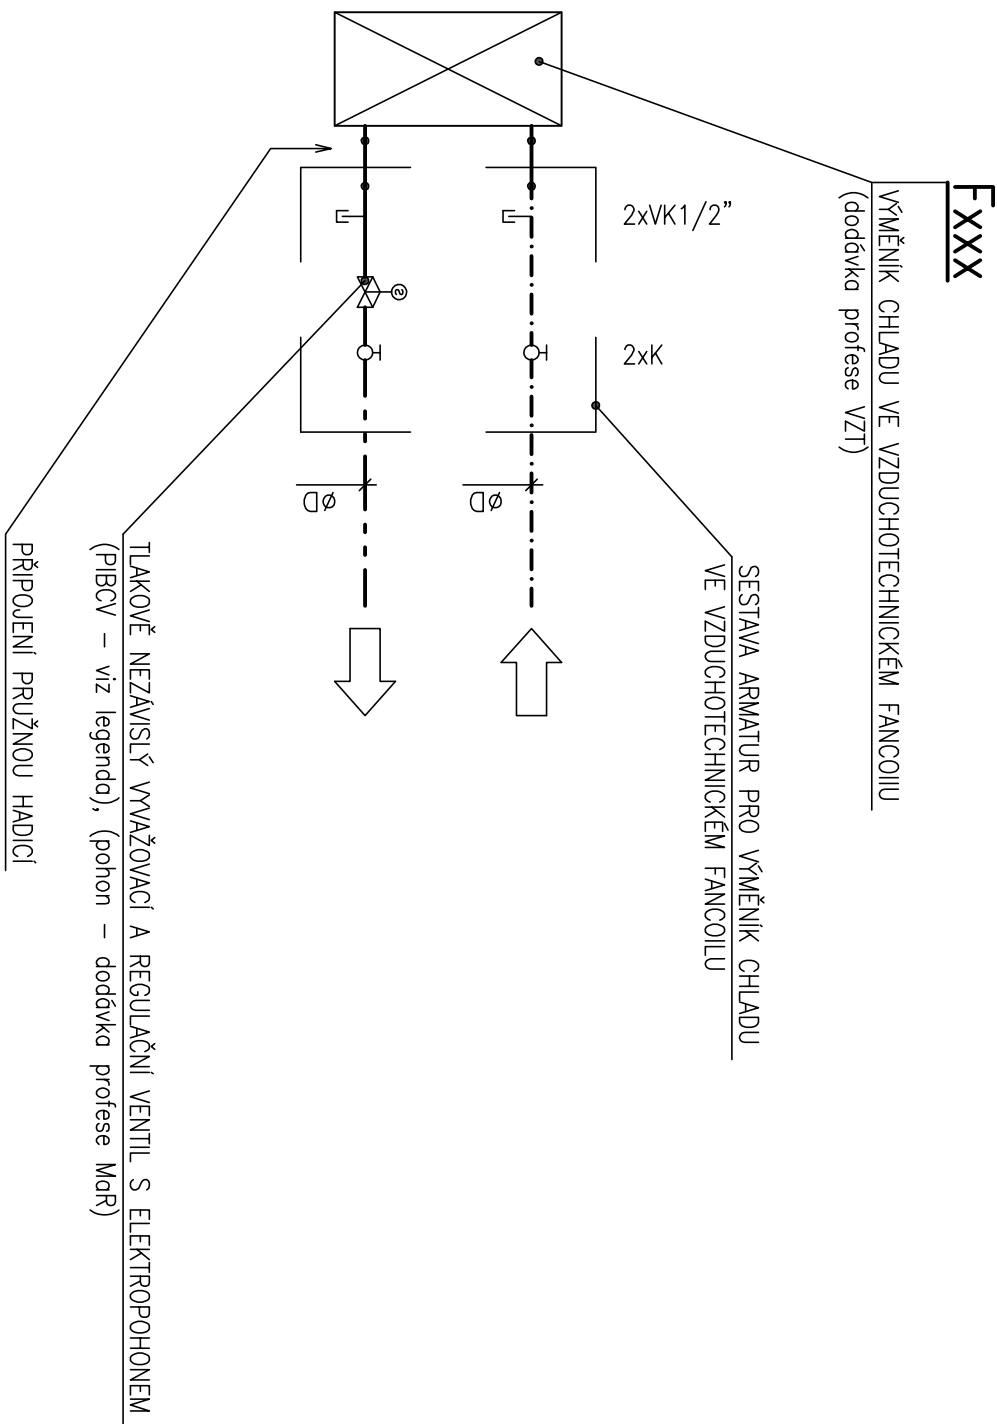 Fxxx
VÝMĚNÍK CHLADU VE VZDUCHOTECHNICKÉM FANCOIIU
(dodávka profese VZT)
2xVK1/2"
2xK
SESTAVA ARMATUR PRO VÝMĚNÍK CHLADU
VE VZDUCHOTECHNICKÉM FANCOILU
S
øD
øD
TLAKOVĚ NEZÁVISLÝ VYVAŽOVACÍ A REGULAČNÍ VENTIL S ELEKTROPOHONEM
(PIBCV – viz legenda), (pohon – dodávka profese MaR)
PŘIPOJENÍ PRUŽNOU HADICÍ